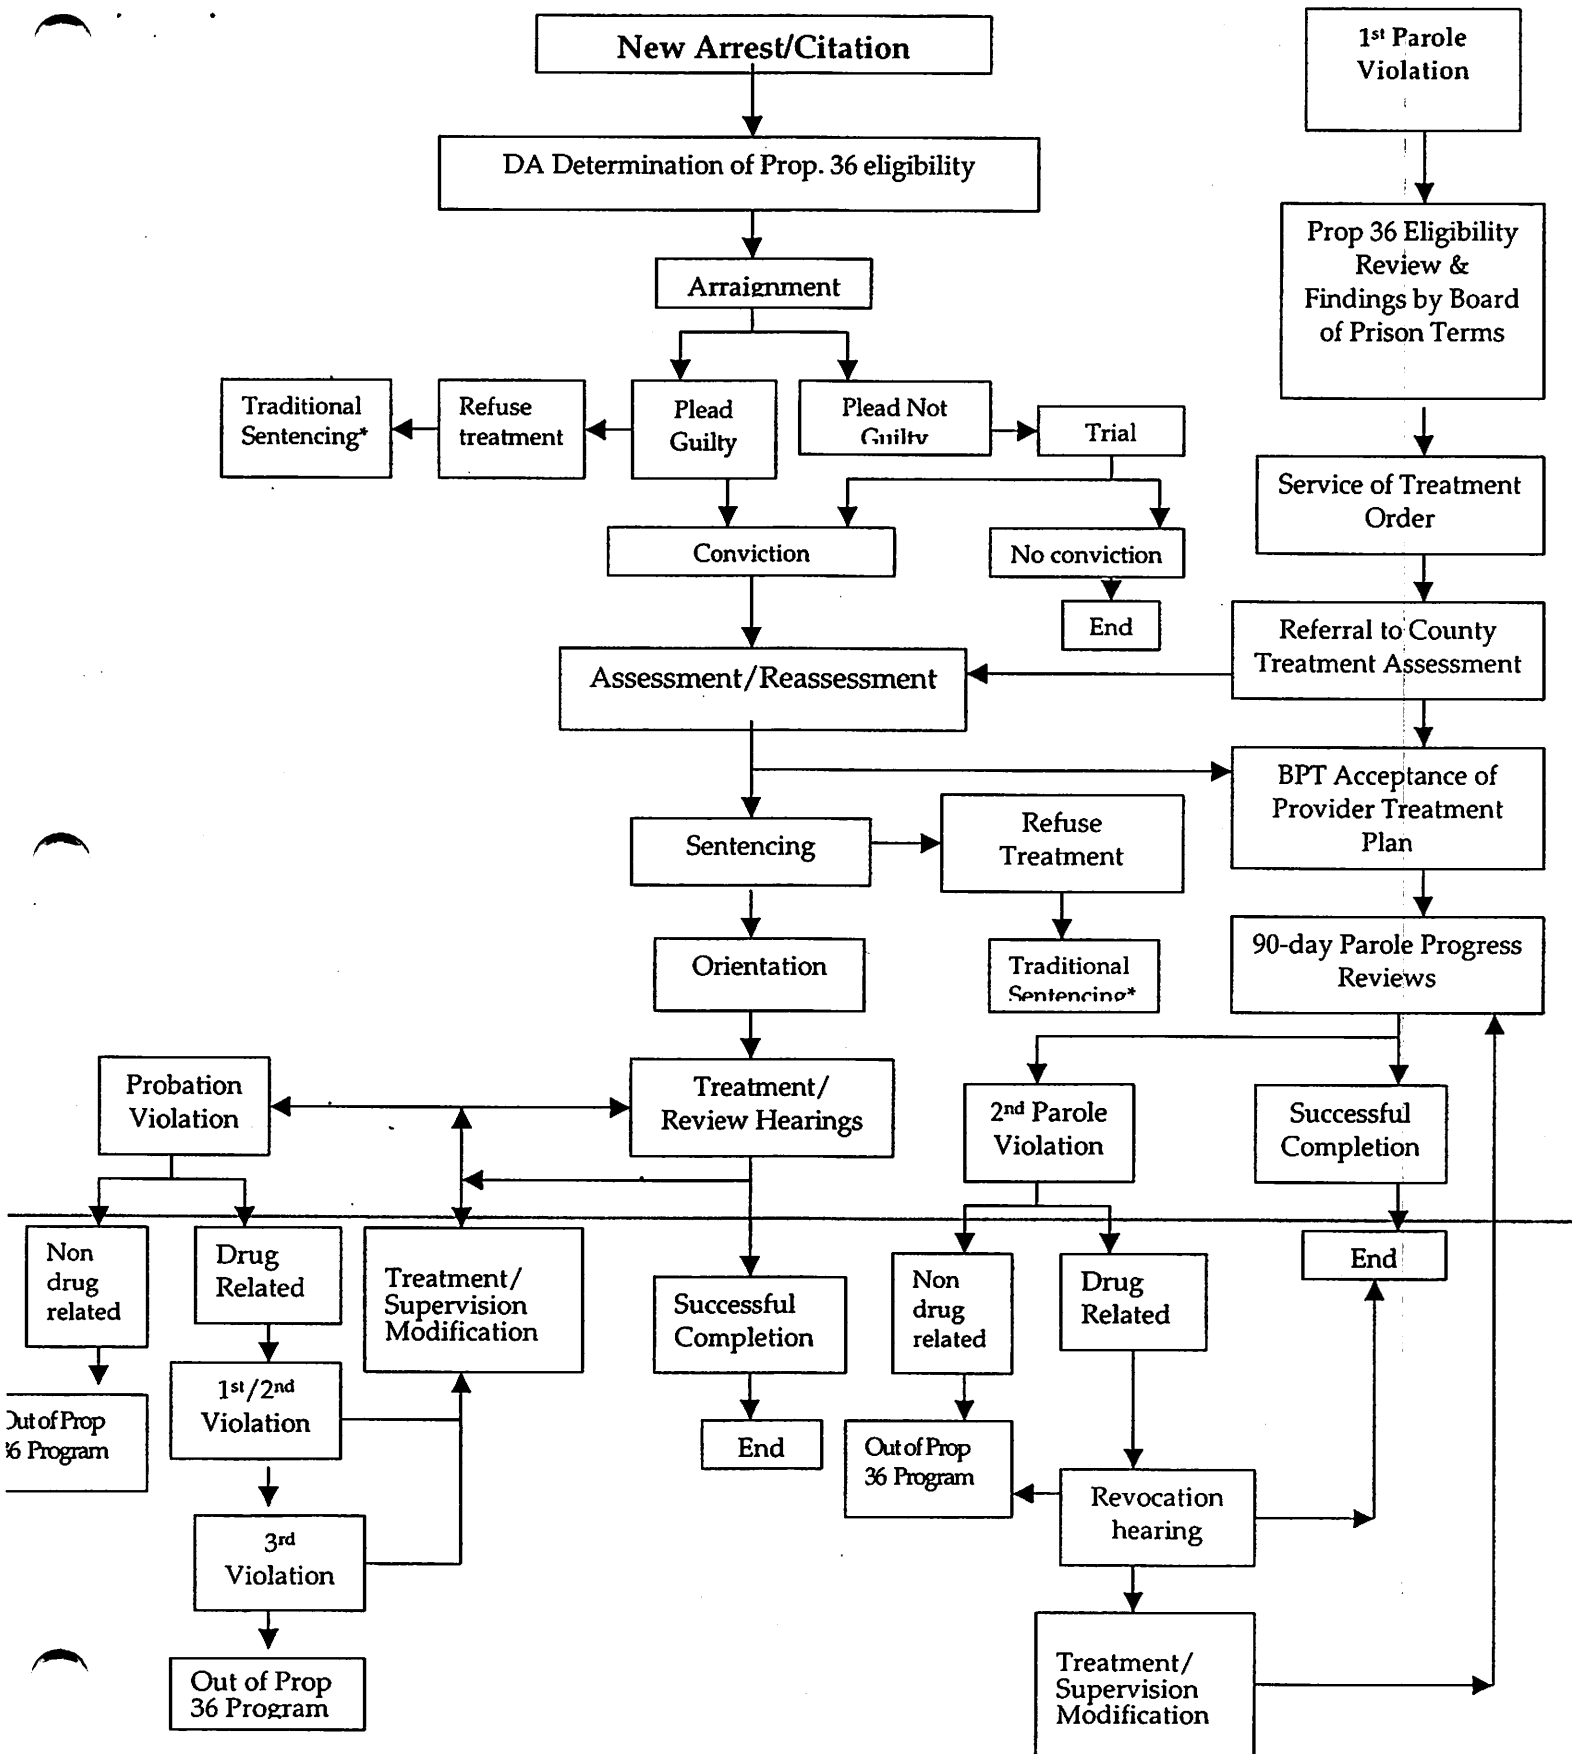 New Arrest/Citation
1st Parole
Violation
DA Determination of Prop. 36 eligibility
Prop 36 Eligibility
Review &
Findings by Board
of Prison Terms
Arraignment
Traditional
Sentencing*
Refuse
treatment
Plead
Guilty
Plead Not
Guilty
Trial
Service of Treatment
Order
Conviction
No conviction
End
Referral to County
Treatment Assessment
Assessment/Reassessment
BPT Acceptance of
Provider Treatment
Plan
Sentencing
Refuse
Treatment
90-day Parole Progress
Reviews
Orientation
Traditional
Sentencing*
Probation
Violation
Treatment/
Review Hearings
2nd Parole
Violation
Successful
Completion
Non
drug
related
Drug
Related
Treatment/
Supervision
Modification
Successful
Completion
Non
drug
related
Drug
Related
End
Out of Prop
36 Program
1st/2nd
Violation
End
Out of Prop
36 Program
Revocation
hearing
3rd
Violation
Out of Prop
36 Program
Treatment/
Supervision
Modification